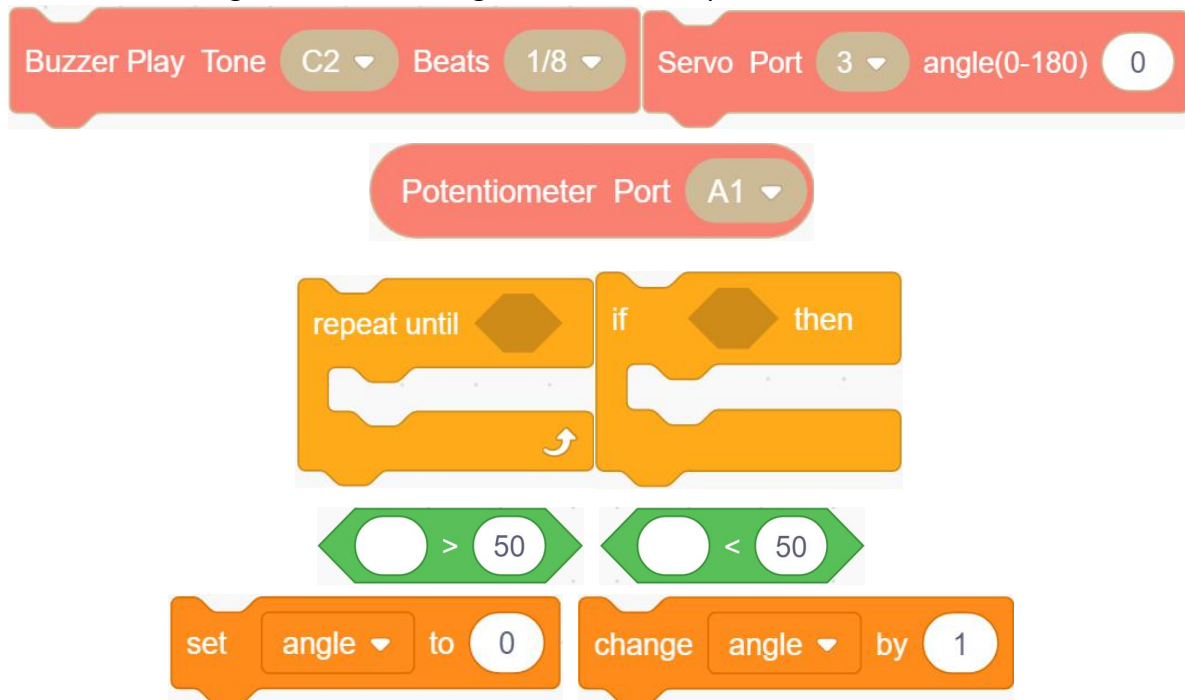 Buzzer Play Tone C2 Beats 1/8 Servo Port 3 angle(0-180) 0
Potentiometer Port A1
repeat until if then
> 50 < 50
set angle to 0 change angle by 1